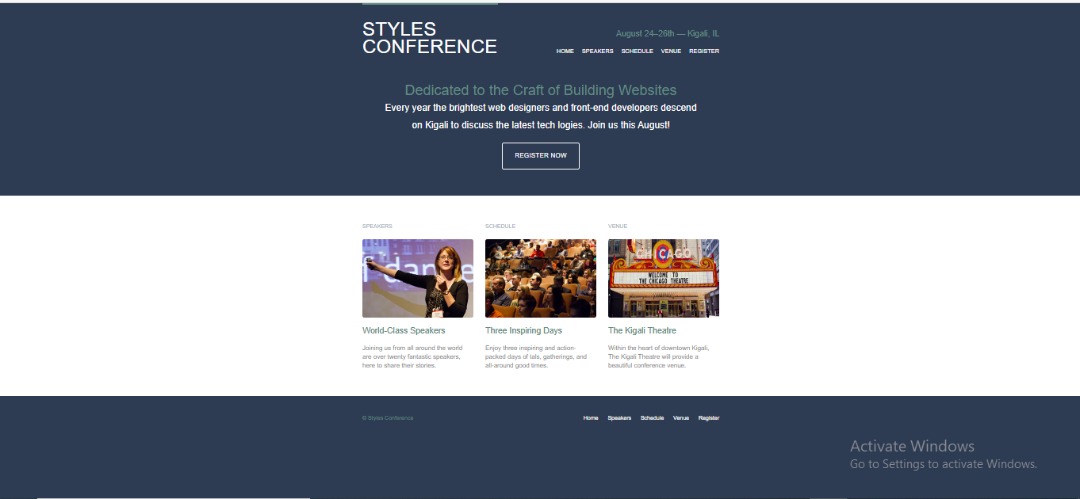 STYLES
CONFERENCE
August 24–26th — Kigali, IL
HOME SPEAKERS SCHEDULE VENUE REGISTER
Dedicated to the Craft of Building Websites
Every year the brightest web designers and front-end developers descend
on Kigali to discuss the latest tech logies. Join us this August!
REGISTER NOW
SPEAKERS
SCHEDULE
VENUE
f dance
CHICAGO
WELCOME TO
THE CHICAGO THEATRE
World-Class Speakers
Joining us from all around the world
are over twenty fantastic speakers,
here to share their stories.
Three Inspiring Days
Enjoy three inspiring and action-
packed days of talks, gatherings, and
all-around good times.
The Kigali Theatre
Within the heart of downtown Kigali,
The Kigali Theatre will provide a
beautiful conference venue.
© Styles Conference
Home Speakers Schedule Venue Register
Activate Windows
Go to Settings to activate Windows.